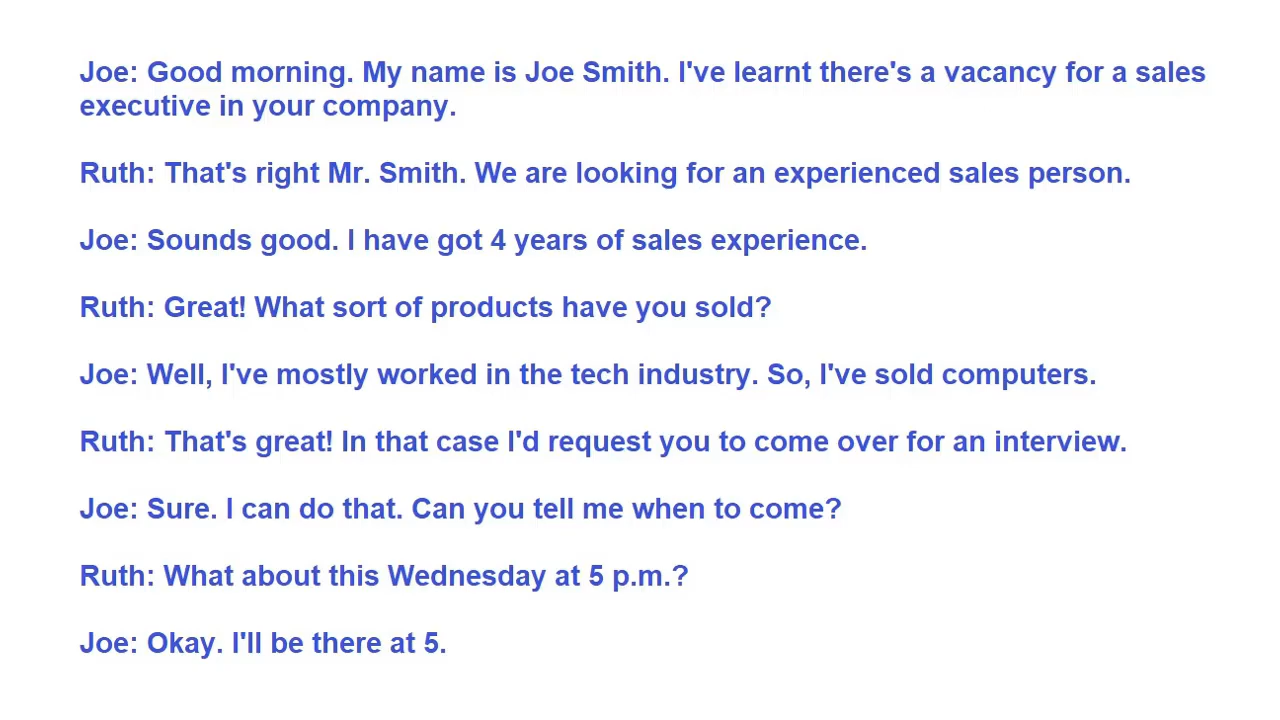 Joe: Good morning. My name is Joe Smith. I've learnt there's a vacancy for a sales
executive in your company.
Ruth: That's right Mr. Smith. We are looking for an experienced sales person.
Joe: Sounds good. I have got 4 years of sales experience.
Ruth: Great! What sort of products have you sold?
Joe: Well, I've mostly worked in the tech industry. So, I've sold computers.
Ruth: That's great! In that case I'd request you to come over for an interview.
Joe: Sure. I can do that. Can you tell me when to come?
Ruth: What about this Wednesday at 5 p.m.?
Joe: Okay. I'll be there at 5.